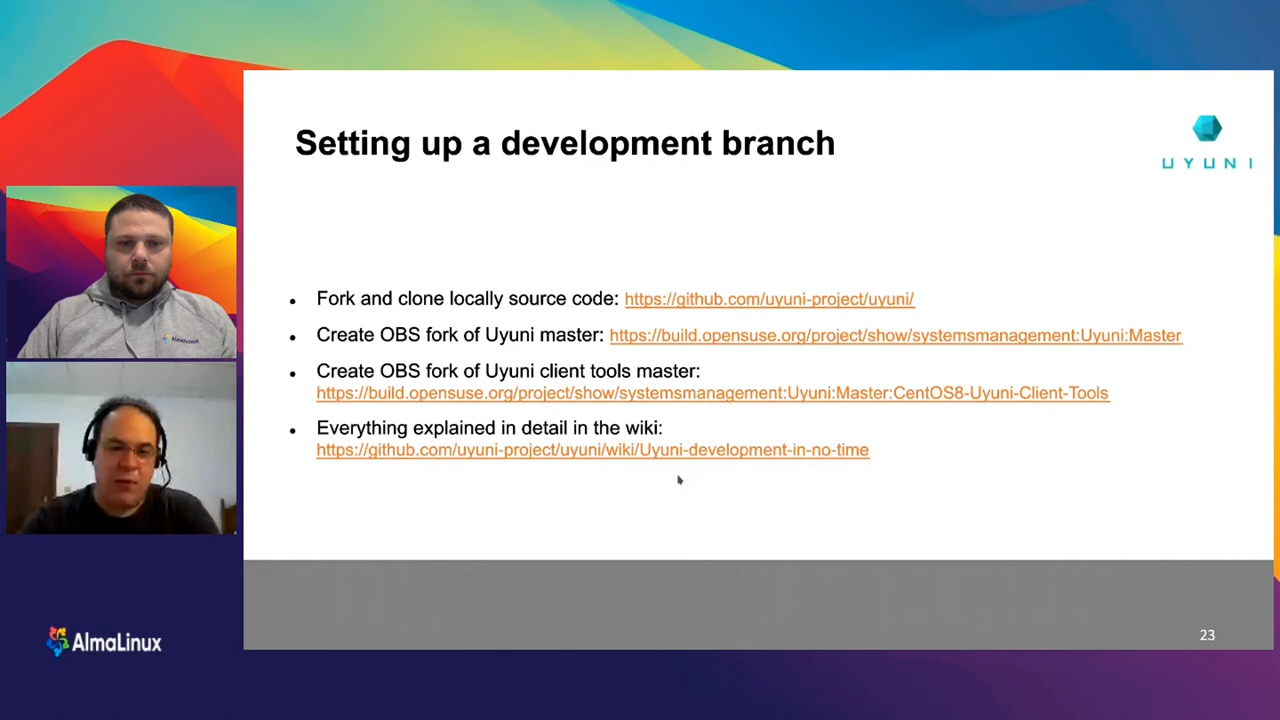 Setting up a development branch
UYUNI
Fork and clone locally source code: https://github.com/uyuni-project/uyuni/
Create OBS fork of Uyuni master: https://build.opensuse.org/project/show/systemsmanagement:Uyuni:Master
Create OBS fork of Uyuni client tools master:
https://build.opensuse.org/project/show/systemsmanagement:Uyuni:Master:CentOS8-Uyuni-Client-Tools
Everything explained in detail in the wiki:
https://github.com/uyuni-project/uyuni/wiki/Uyuni-development-in-no-time
AlmaLinux
AlmaLinux
23